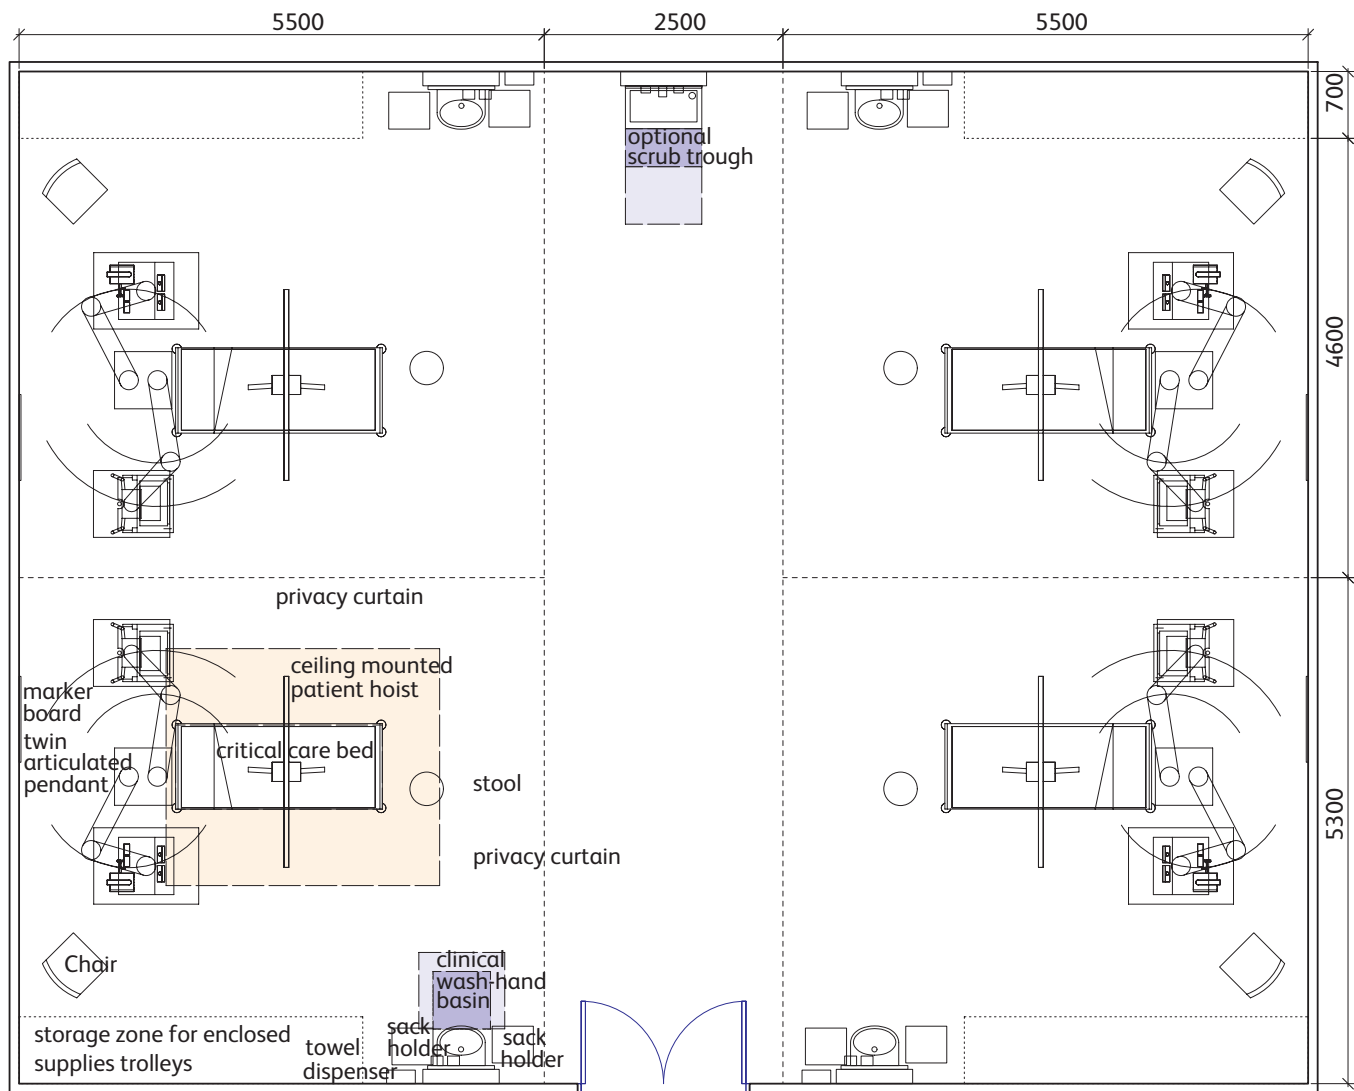 5500
2500
5500
700
optional
scrub trough
4600
privacy curtain
ceiling mounted
patient hoist
marker
board
twin
articulated
pendant
critical care bed
stool
5300
privacy curtain
Chair
clinical
wash-hand
basin
storage zone for enclosed
supplies trolleys
towel
dispenser
sack
holder
sack
holder